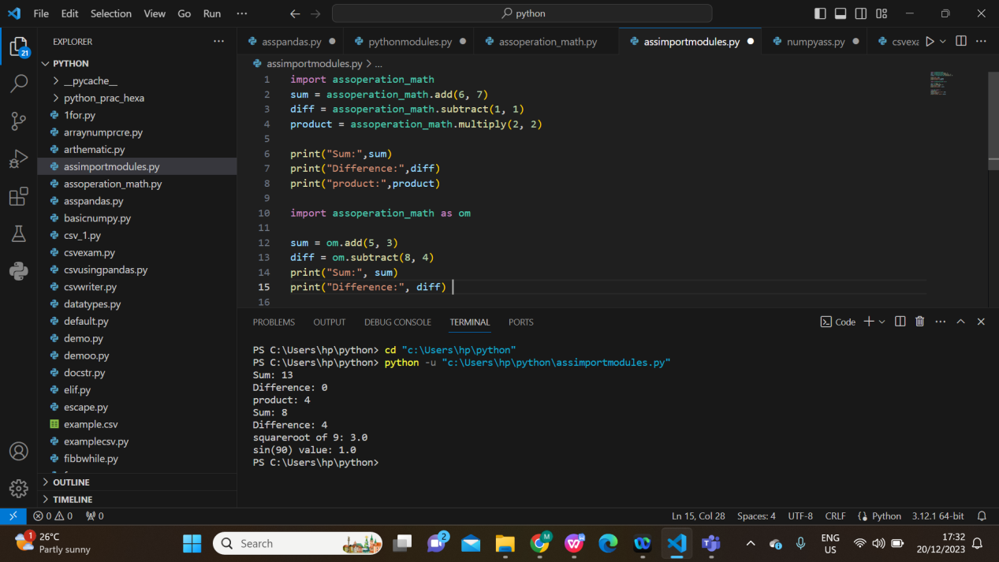 File Edit Selection View Go Run ··· python
EXPLORER ···
PYTHON
__pycache__
python_prac_hexa
1for.py
arraynumprcre.py
arthematic.py
assimportmodules.py
assoperation_math.py
asspandas.py
basicnumpy.py
csv_1.py
csvexam.py
csvusingpandas.py
csvwriter.py
datatypes.py
default.py
demo.py
demoo.py
docstr.py
elif.py
escape.py
example.csv
examplecsv.py
fibbwhile.py
OUTLINE
TIMELINE
21
asspandas.py pythonmodules.py assoperation_math.py assimportmodules.py numpyass.py csvexa ···
assimportmodules.py > ...
1 import assoperation_math
2 sum = assoperation_math.add(6, 7)
3 diff = assoperation_math.subtract(1, 1)
4 product = assoperation_math.multiply(2, 2)
5
6 print("Sum:",sum)
7 print("Difference:",diff)
8 print("product:",product)
9
10 import assoperation_math as om
11
12 sum = om.add(5, 3)
13 diff = om.subtract(8, 4)
14 print("Sum:", sum)
15 print("Difference:", diff)
16
PROBLEMS OUTPUT DEBUG CONSOLE TERMINAL PORTS Code ···
PS C:\Users\hp\python> cd "c:\Users\hp\python"
PS C:\Users\hp\python> python -u "c:\Users\hp\python\assimportmodules.py"
Sum: 13
Difference: 0
product: 4
Sum: 8
Difference: 4
squareroot of 9: 3.0
sin(90) value: 1.0
PS C:\Users\hp\python>
0 0 0 Ln 15, Col 28 Spaces: 4 UTF-8 CRLF Python 3.12.1 64-bit
1 26°C
Partly sunny
Search
2
M
ENG
US
17:32
20/12/2023